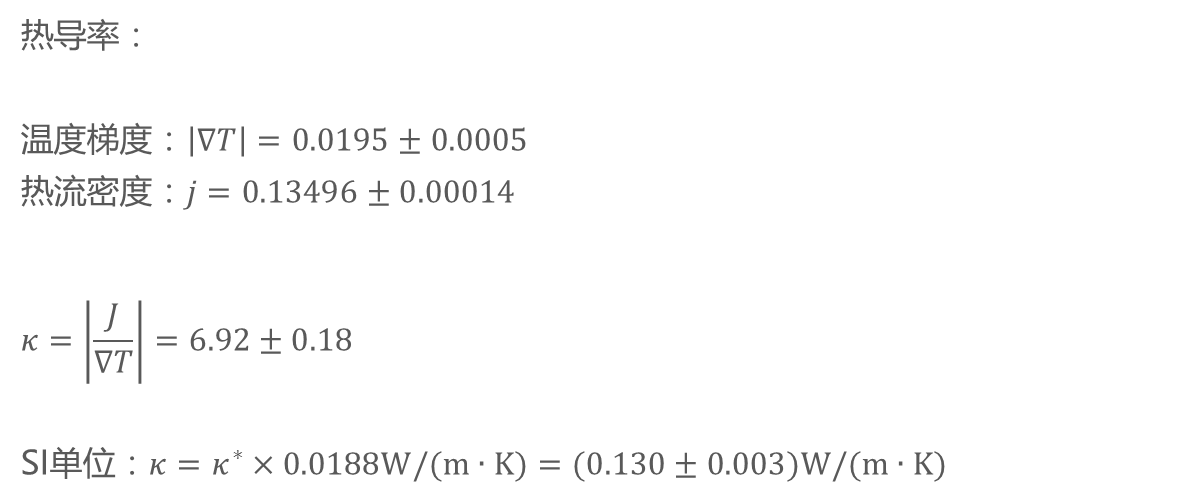 热导率：
温度梯度：|∇T| = 0.0195 ± 0.0005
热流密度：j = 0.13496 ± 0.00014
κ = |J/∇T| = 6.92 ± 0.18
SI单位：κ = κ* × 0.0188W/(m · K) = (0.130 ± 0.003)W/(m · K)